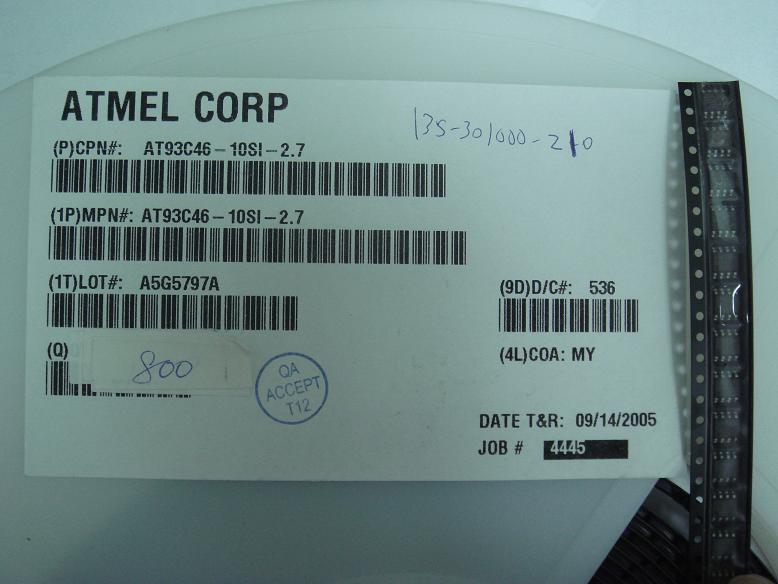 ATMEL CORP
135-301000-210
(P)CPN#: AT93C46-10SI-2.7
(1P)MPN#: AT93C46-10SI-2.7
(1T)LOT#: A5G5797A
(9D)D/C#: 536
(Q) 800
(4L)COA: MY
QA
ACCEPT
T12
DATE T&R: 09/14/2005
JOB # 4445